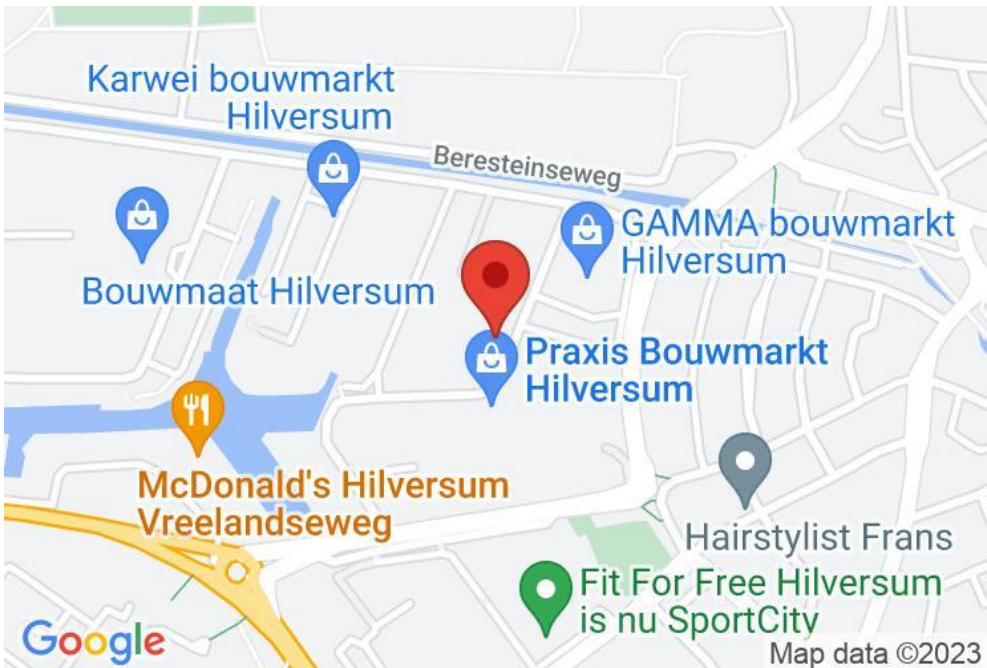 Karwei bouwmarkt
Hilversum
Beresteinseweg
GAMMA bouwmarkt
Hilversum
Bouwmaat Hilversum
Praxis Bouwmarkt
Hilversum
McDonald's Hilversum
Vreelandseweg
Hairstylist Frans
Fit For Free Hilversum
is nu SportCity
Google
Map data ©2023